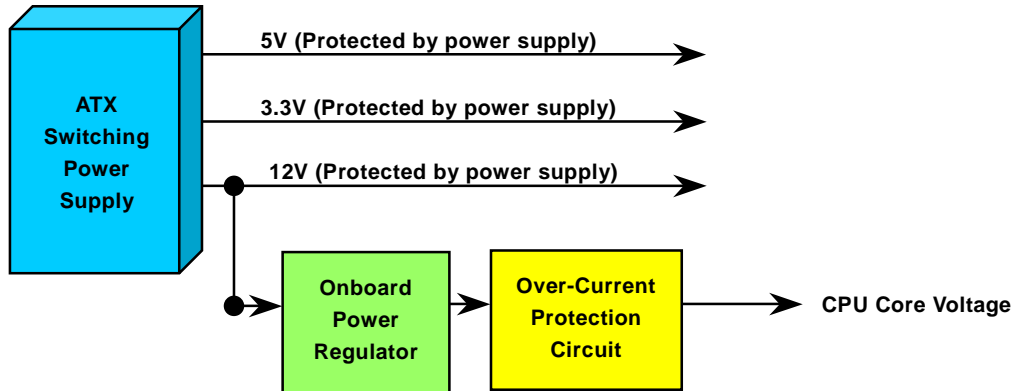 5V (Protected by power supply)
ATX
Switching
Power
Supply
3.3V (Protected by power supply)
12V (Protected by power supply)
Onboard
Power
Regulator
Over-Current
Protection
Circuit
CPU Core Voltage